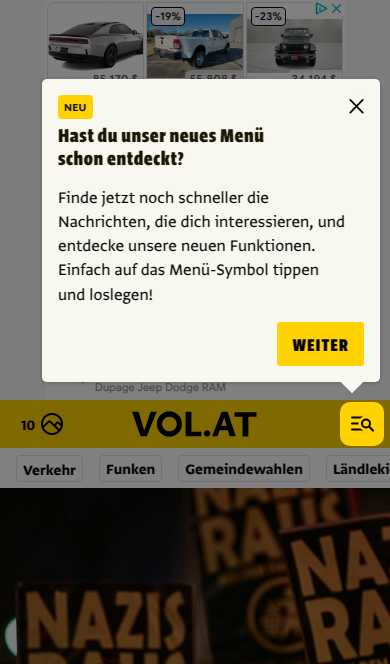 -19%
-23%
85.170 $
55.808 $
34.194 $
NEU
Hast du unser neues Menü
schon entdeckt?
Finde jetzt noch schneller die
Nachrichten, die dich interessieren, und
entdecke unsere neuen Funktionen.
Einfach auf das Menü-Symbol tippen
und loslegen!
WEITER
Dupage Jeep Dodge RAM
10
VOL.AT
Verkehr
Funken
Gemeindewahlen
Ländleki
NAZIS
RAUS
NAZIS
RAUS
NAZIS